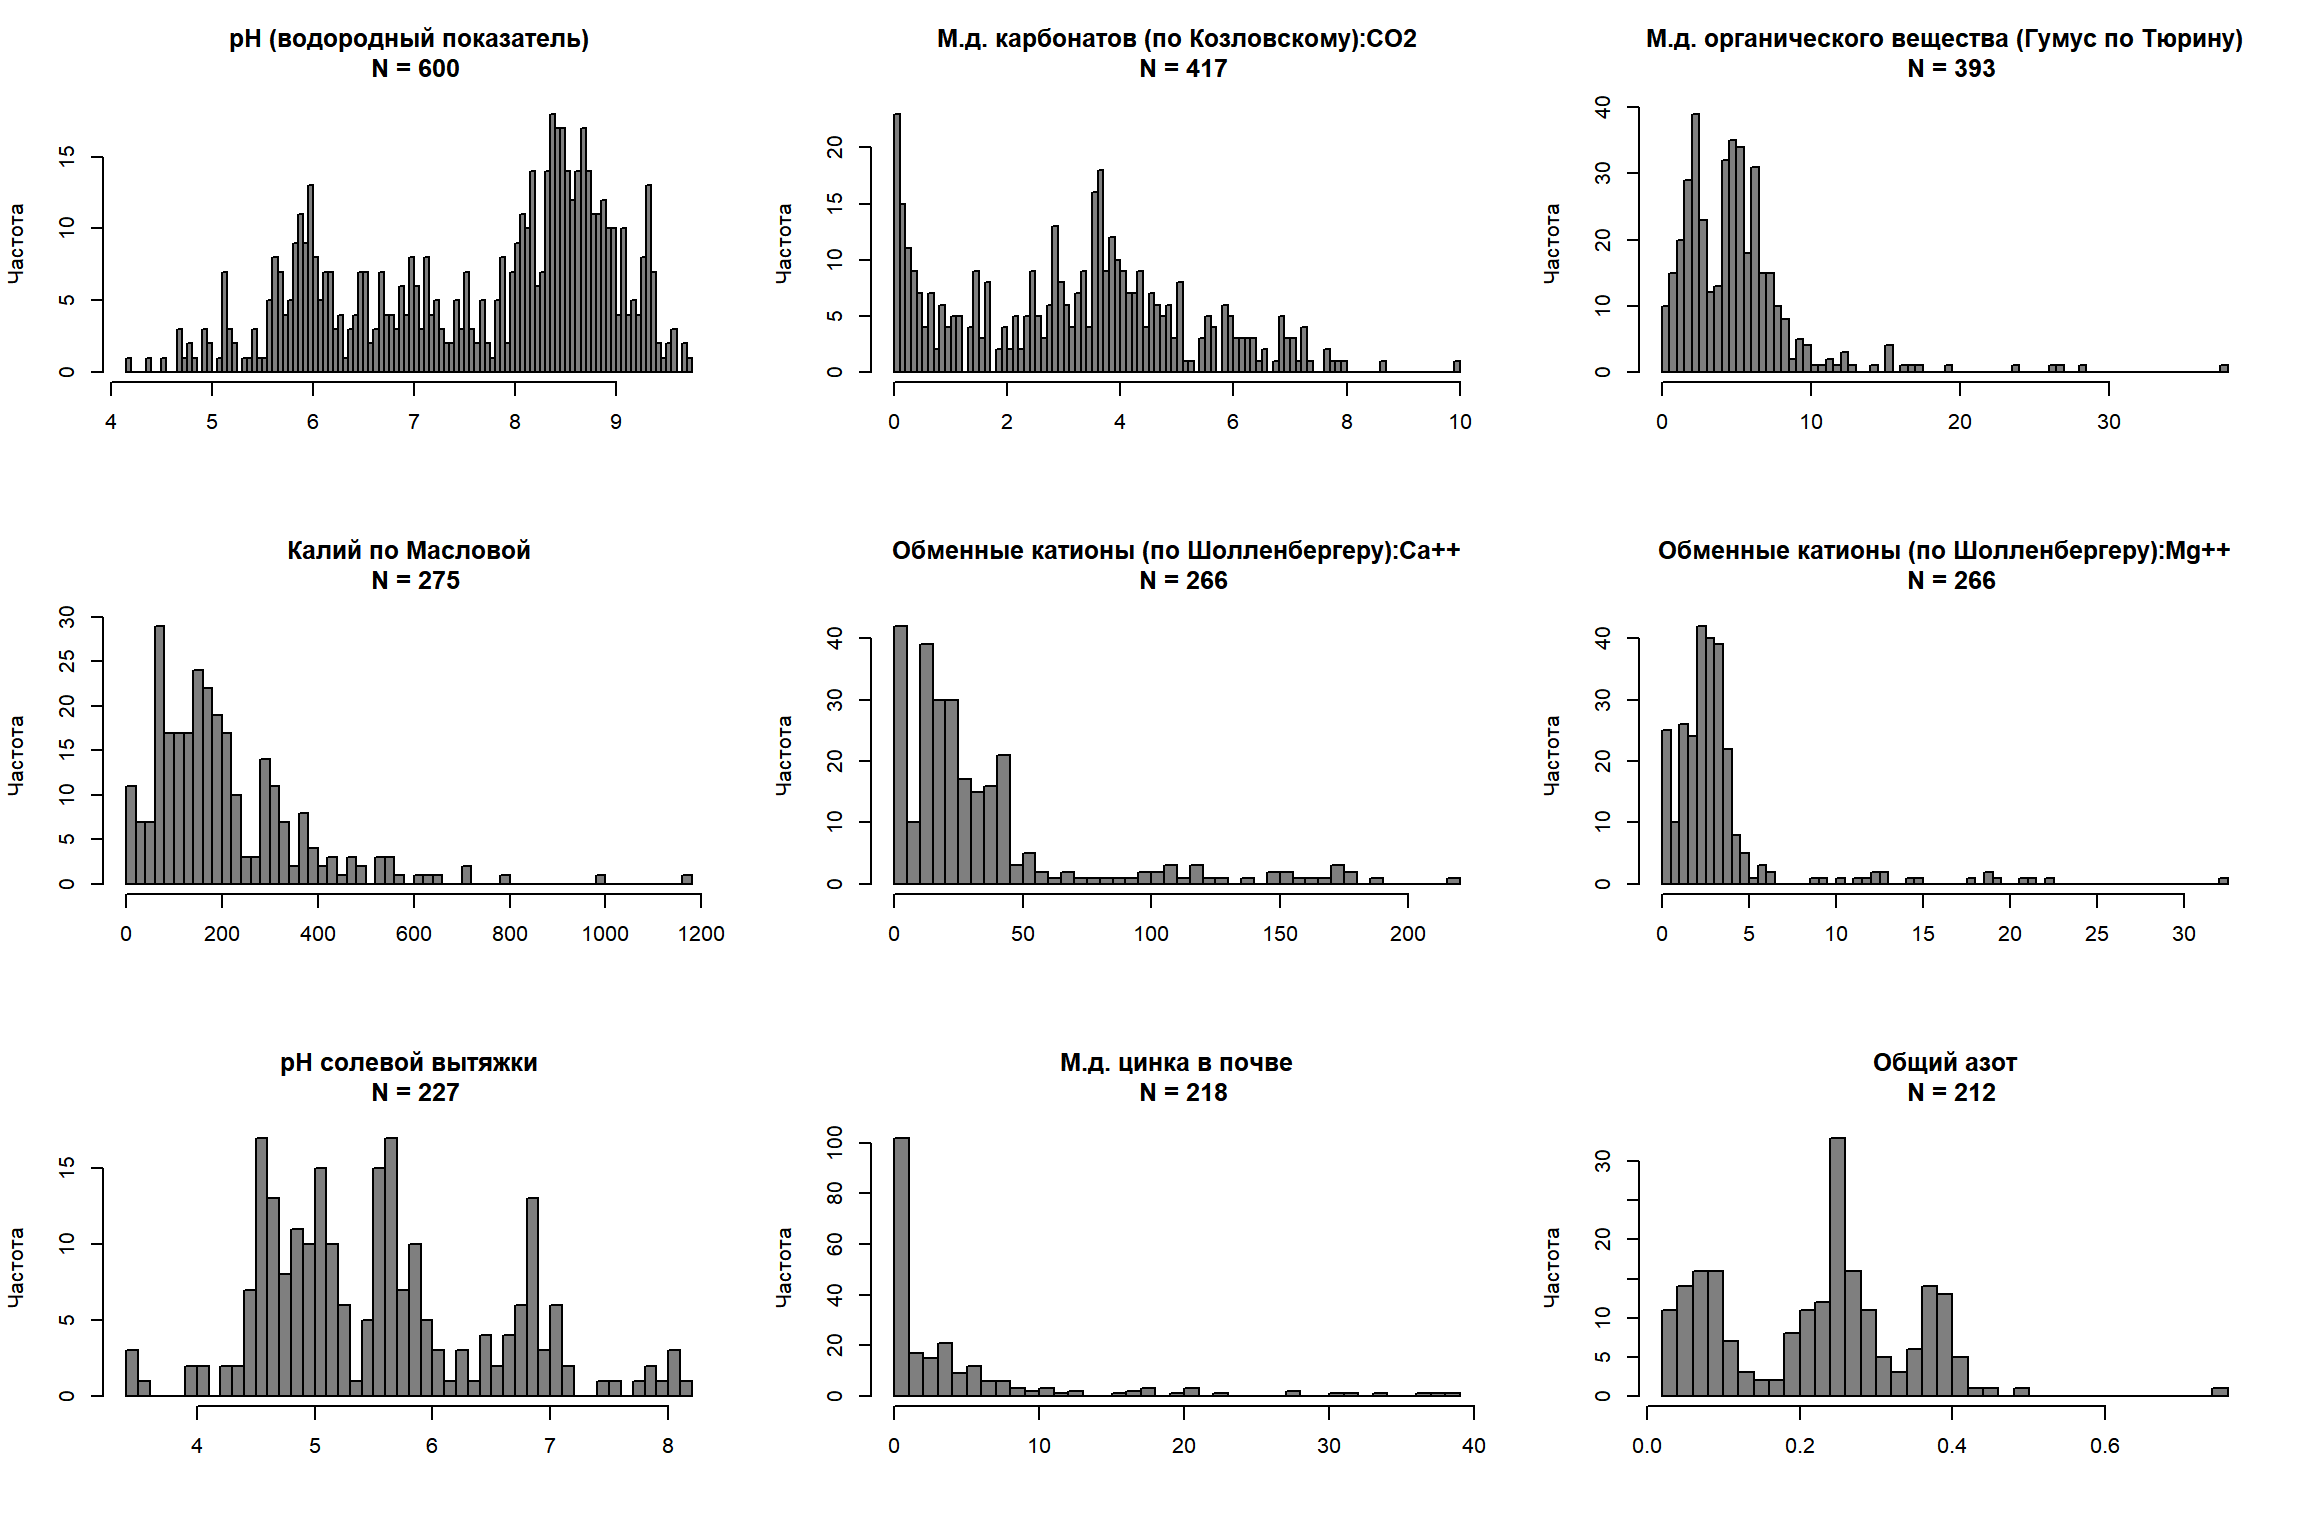 pH (водородный показатель)
N = 600
Частота
0 5 10 15
4 5 6 7 8 9
М.д. карбонатов (по Козловскому):CO2
N = 417
Частота
0 5 10 15 20
0 2 4 6 8 10
М.д. органического вещества (Гумус по Тюрину)
N = 393
Частота
0 10 20 30 40
0 10 20 30
Калий по Масловой
N = 275
Частота
0 5 10 15 20 25 30
0 200 400 600 800 1000 1200
Обменные катионы (по Шолленбергеру):Ca++
N = 266
Частота
0 10 20 30 40
0 50 100 150 200
Обменные катионы (по Шолленбергеру):Mg++
N = 266
Частота
0 10 20 30 40
0 5 10 15 20 25 30
pH солевой вытяжки
N = 227
Частота
0 5 10 15
4 5 6 7 8
М.д. цинка в почве
N = 218
Частота
0 20 40 60 80 100
0 10 20 30 40
Общий азот
N = 212
Частота
0 5 10 20 30
0.0 0.2 0.4 0.6